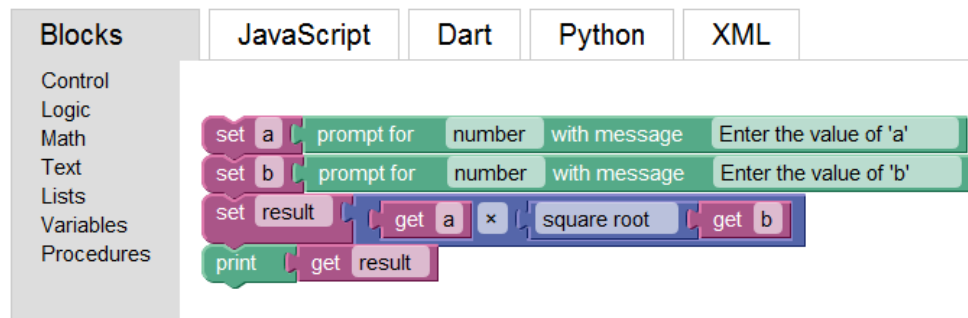 Blocks JavaScript Dart Python XML
Control
Logic
Math
Text
Lists
Variables
Procedures
set a prompt for number with message Enter the value of 'a'
set b prompt for number with message Enter the value of 'b'
set result get a × square root get b
print get result